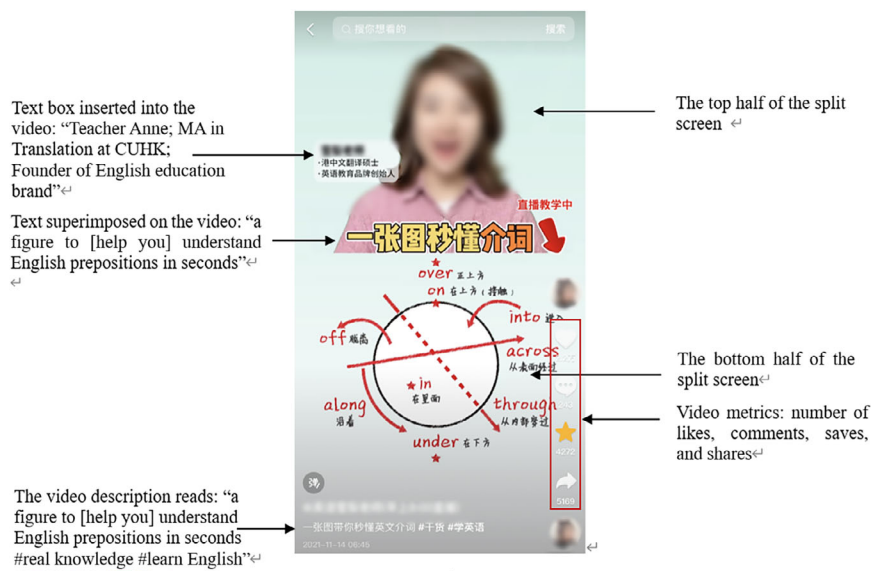 搜你想看的 搜索
Text box inserted into the
video: “Teacher Anne; MA in
Translation at CUHK;
Founder of English education
brand”↵
The top half of the split
screen ↵
·港中文翻译硕士
·英语教育品牌创始人
直播教学中
Text superimposed on the video: “a
figure to [help you] understand
English prepositions in seconds”↵
↵
一张图秒懂介词
over 正上方
on 在上方(接触)
into 进入
off 脱离
across
从表面经过
in
在里面
along
沿着
through
从内部穿过
under 在下方
The bottom half of the
split screen↵
Video metrics: number of
likes, comments, saves,
and shares↵
4272
5169
弹
The video description reads: “a
figure to [help you] understand
English prepositions in seconds
#real knowledge #learn English”↵
一张图带你秒懂英文介词 #干货 #学英语
2021-11-14 06:45
↵